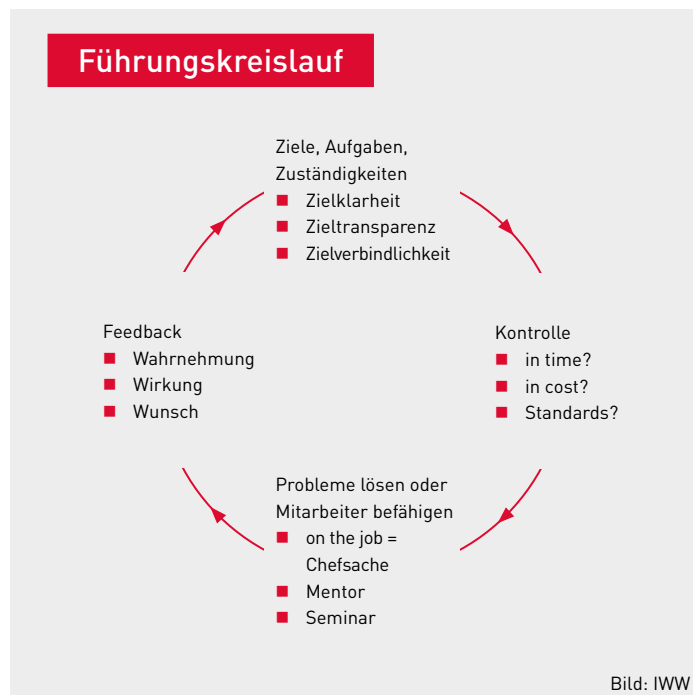 Führungskreislauf
Ziele, Aufgaben,
Zuständigkeiten
Zielklarheit
Zieltransparenz
Zielverbindlichkeit
Feedback
Wahrnehmung
Wirkung
Wunsch
Kontrolle
in time?
in cost?
Standards?
Probleme lösen oder
Mitarbeiter befähigen
on the job =
Chefsache
Mentor
Seminar
Bild: IWW